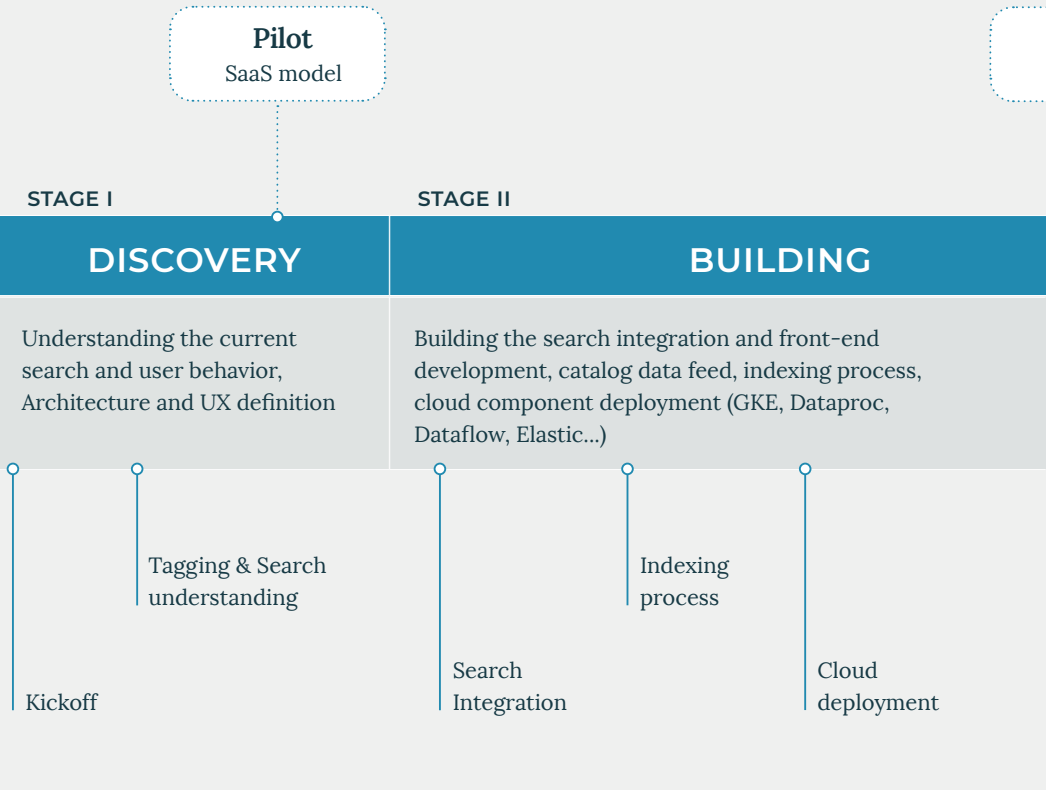 Pilot
SaaS model
STAGE I
STAGE II
DISCOVERY
BUILDING
Understanding the current
search and user behavior,
Architecture and UX definition
Building the search integration and front-end
development, catalog data feed, indexing process,
cloud component deployment (GKE, Dataproc,
Dataflow, Elastic...)
Tagging & Search
understanding
Indexing
process
Kickoff
Search
Integration
Cloud
deployment